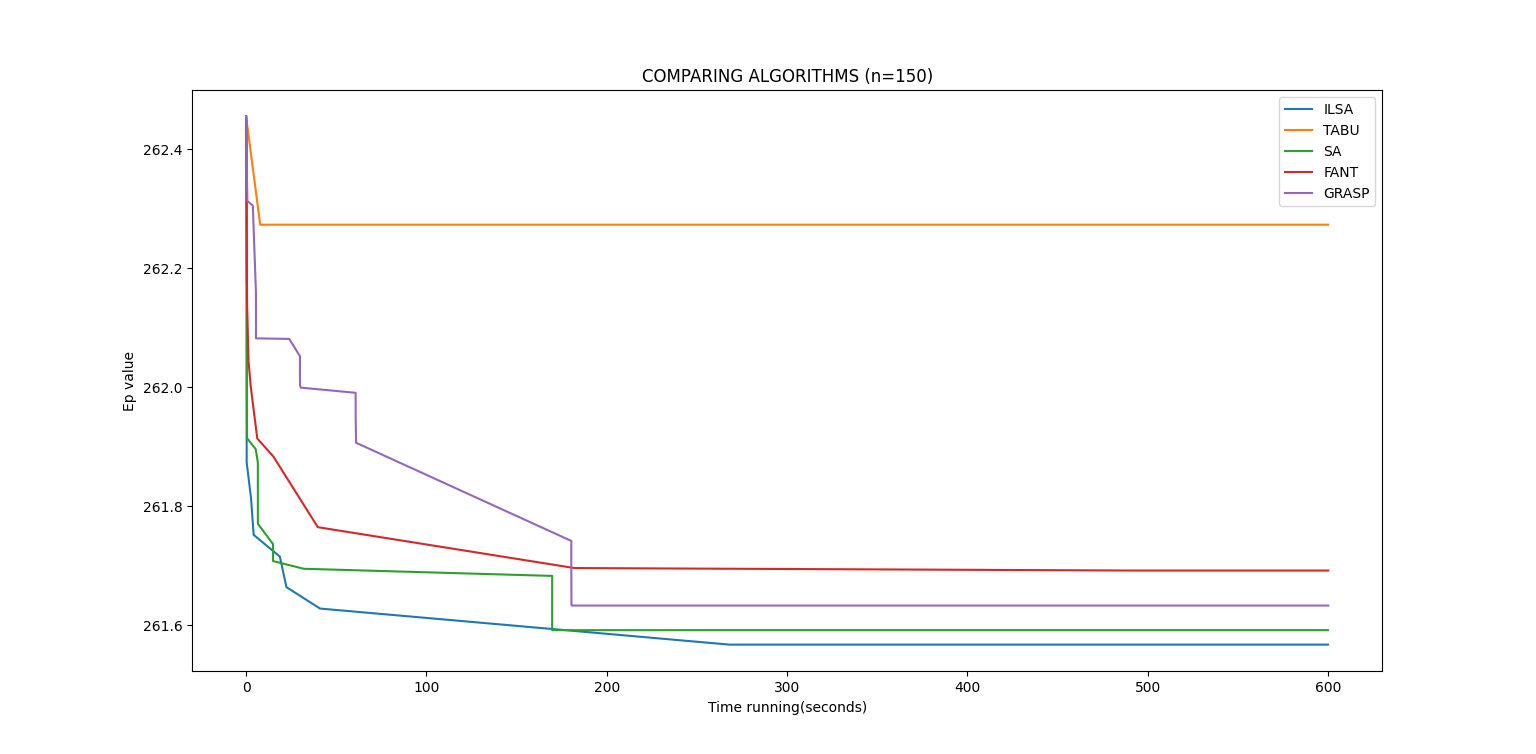 COMPARING ALGORITHMS (n=150)
ILSA
TABU
SA
FANT
GRASP
262.4
262.2
262.0
261.8
261.6
Ep value
0 100 200 300 400 500 600
Time running(seconds)